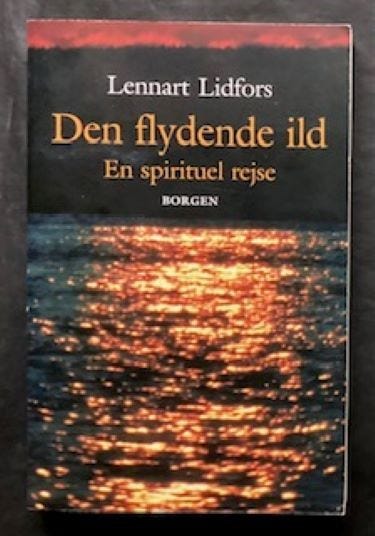 Lennart Lidfors
Den flydende ild
En spirituel rejse
BORGEN